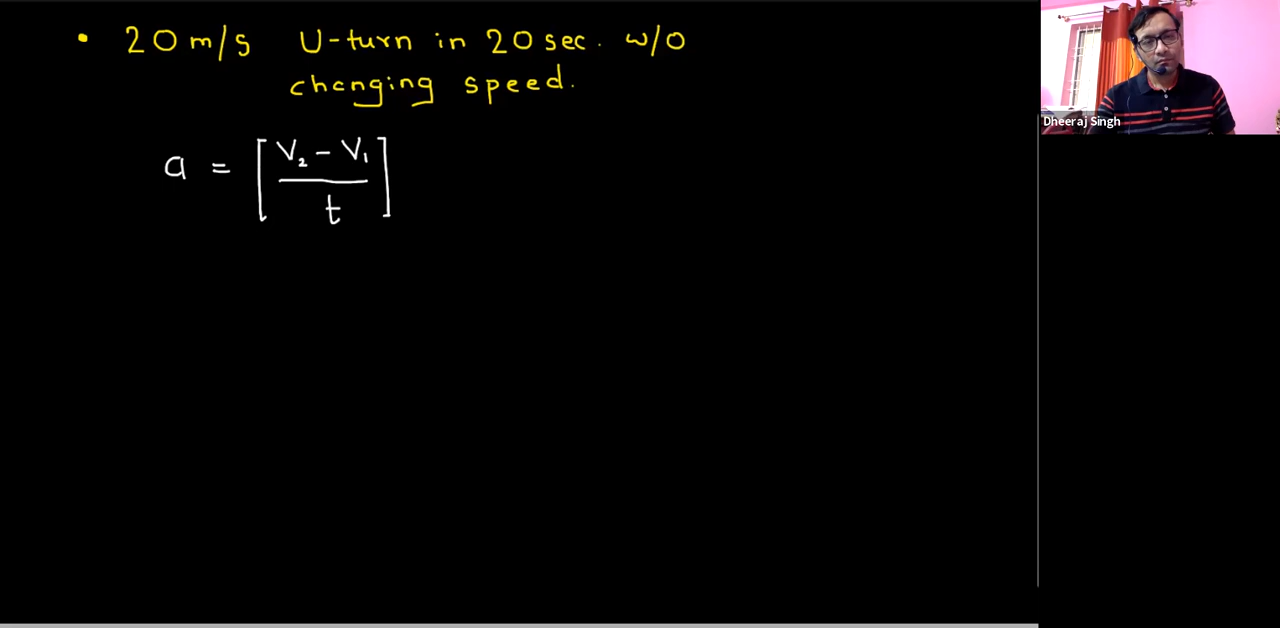 • 20 m/s U-turn in 20 sec. w/o
changing speed.
a = [ V₂ - V₁ / t ]
Dheeraj Singh